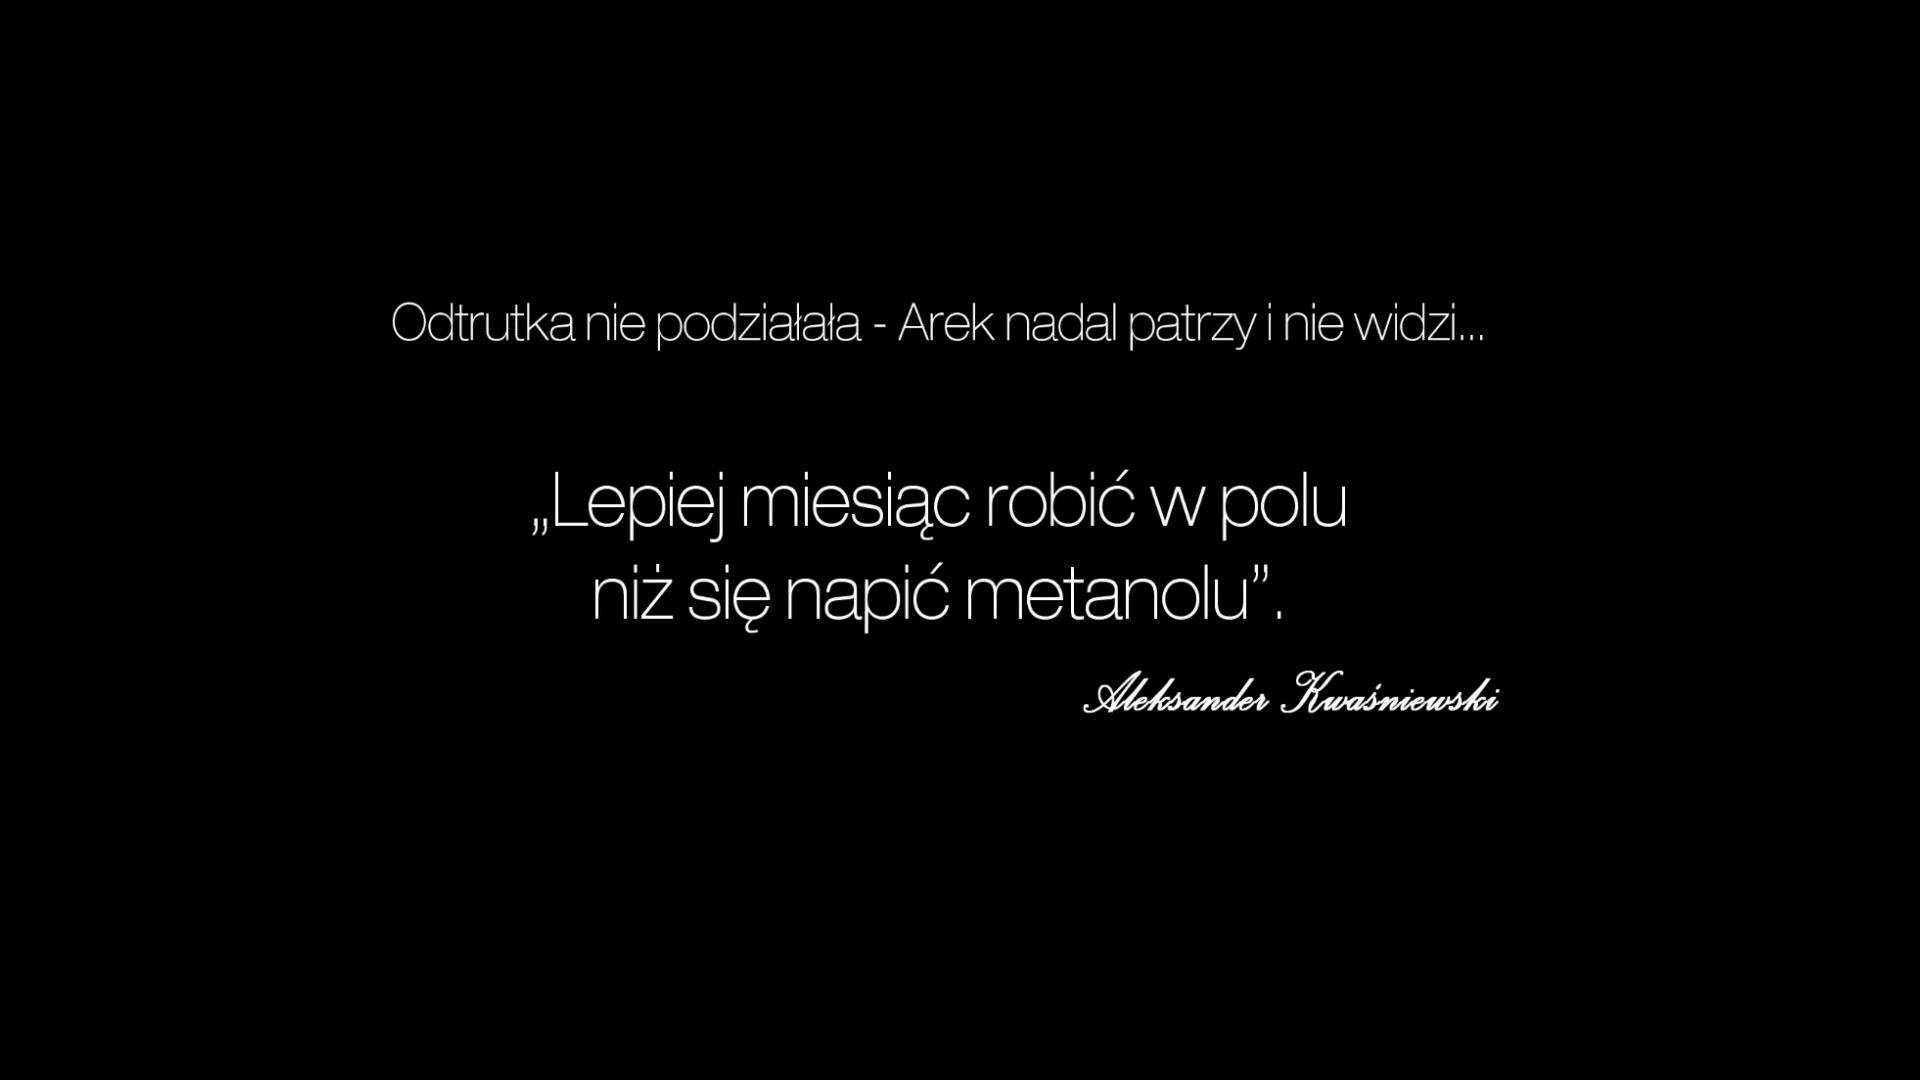 Odtrutka nie podziałała - Arek nadal patrzy i nie widzi...
„Lepiej miesiąc robić w polu
niż się napić metanolu”.
Aleksander Kwaśniewski